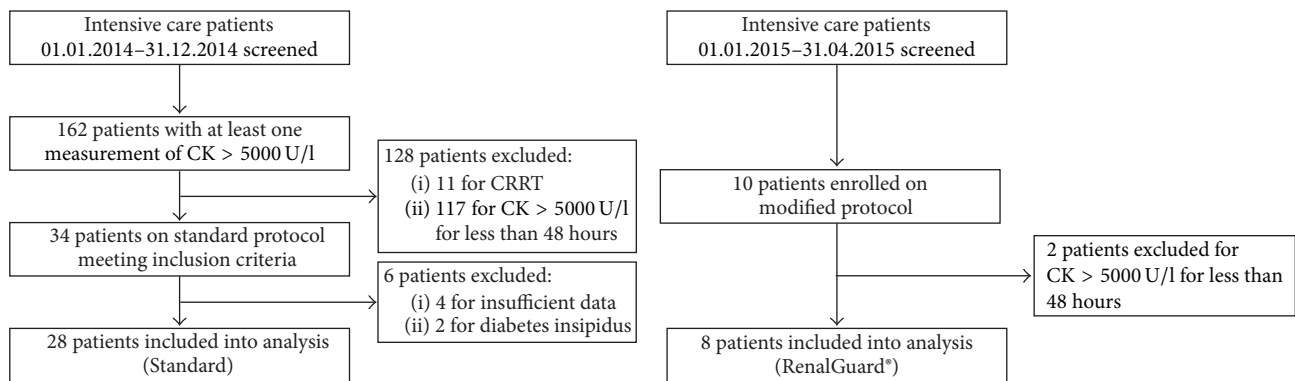 Intensive care patients
01.01.2014–31.12.2014 screened
162 patients with at least one
measurement of CK > 5000 U/l
128 patients excluded:
(i) 11 for CRRT
(ii) 117 for CK > 5000 U/l
for less than 48 hours
34 patients on standard protocol
meeting inclusion criteria
6 patients excluded:
(i) 4 for insufficient data
(ii) 2 for diabetes insipidus
28 patients included into analysis
(Standard)
Intensive care patients
01.01.2015–31.04.2015 screened
10 patients enrolled on
modified protocol
2 patients excluded for
CK > 5000 U/l for less than
48 hours
8 patients included into analysis
(RenalGuard®)